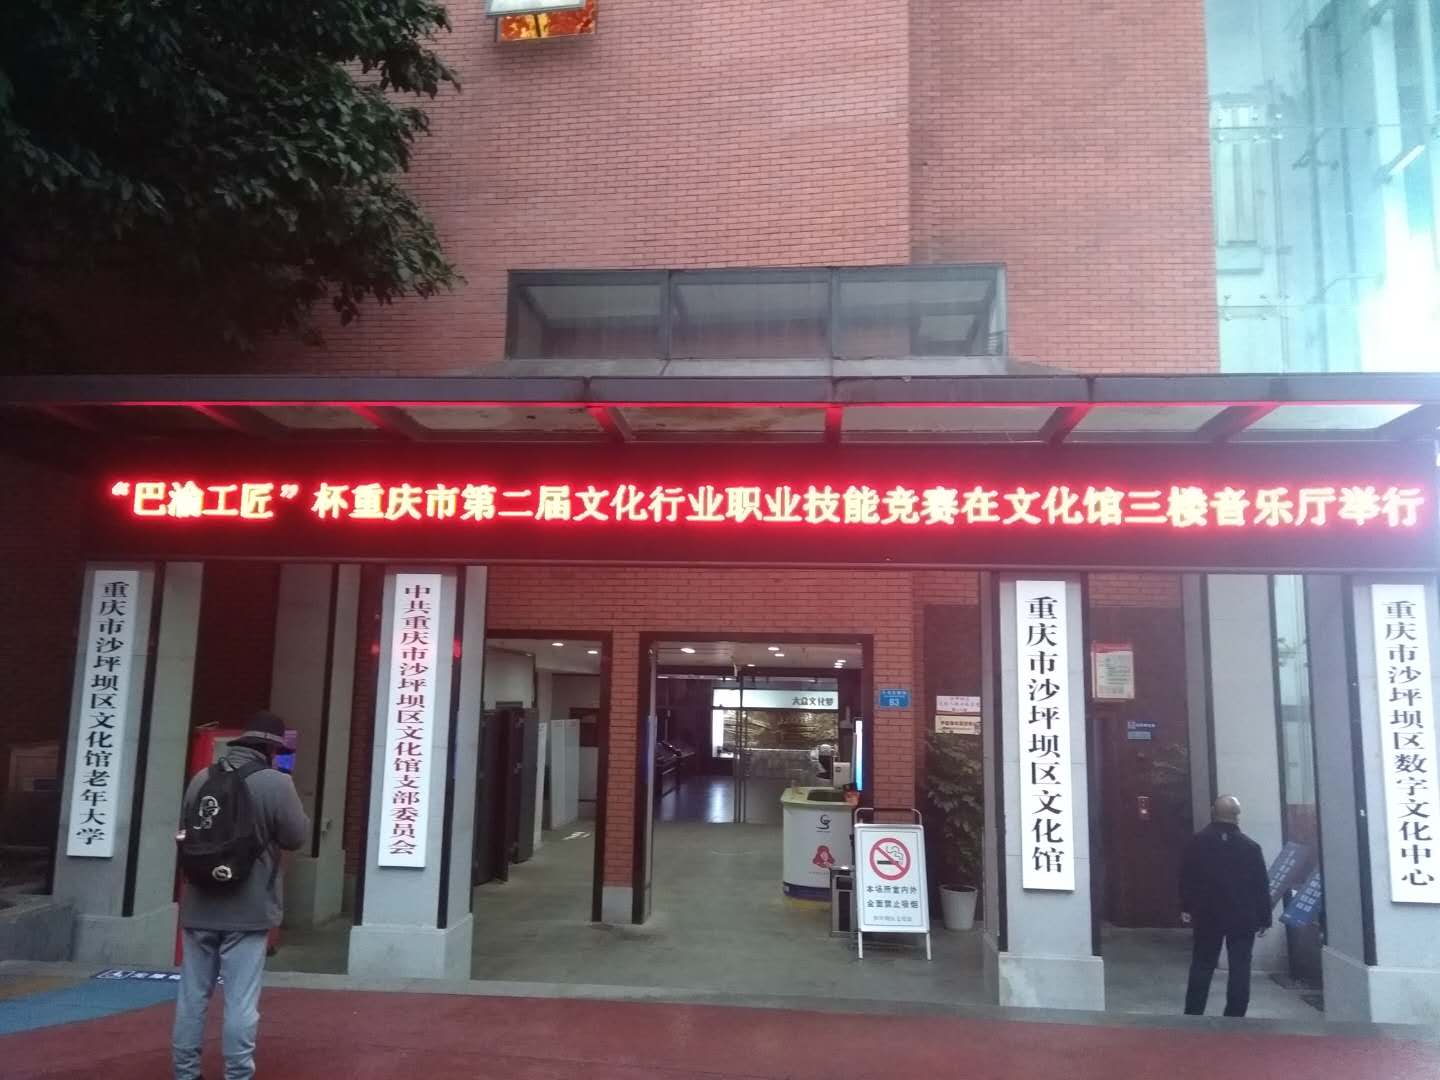 “巴渝工匠”杯重庆市第二届文化行业职业技能竞赛在文化馆三楼音乐厅举行
重庆市沙坪坝区文化馆老年大学
中共重庆市沙坪坝区文化馆支部委员会
重庆市沙坪坝区文化馆
重庆市沙坪坝区数字文化中心
大众文化梦
B3
本场所室内外
全面禁止吸烟